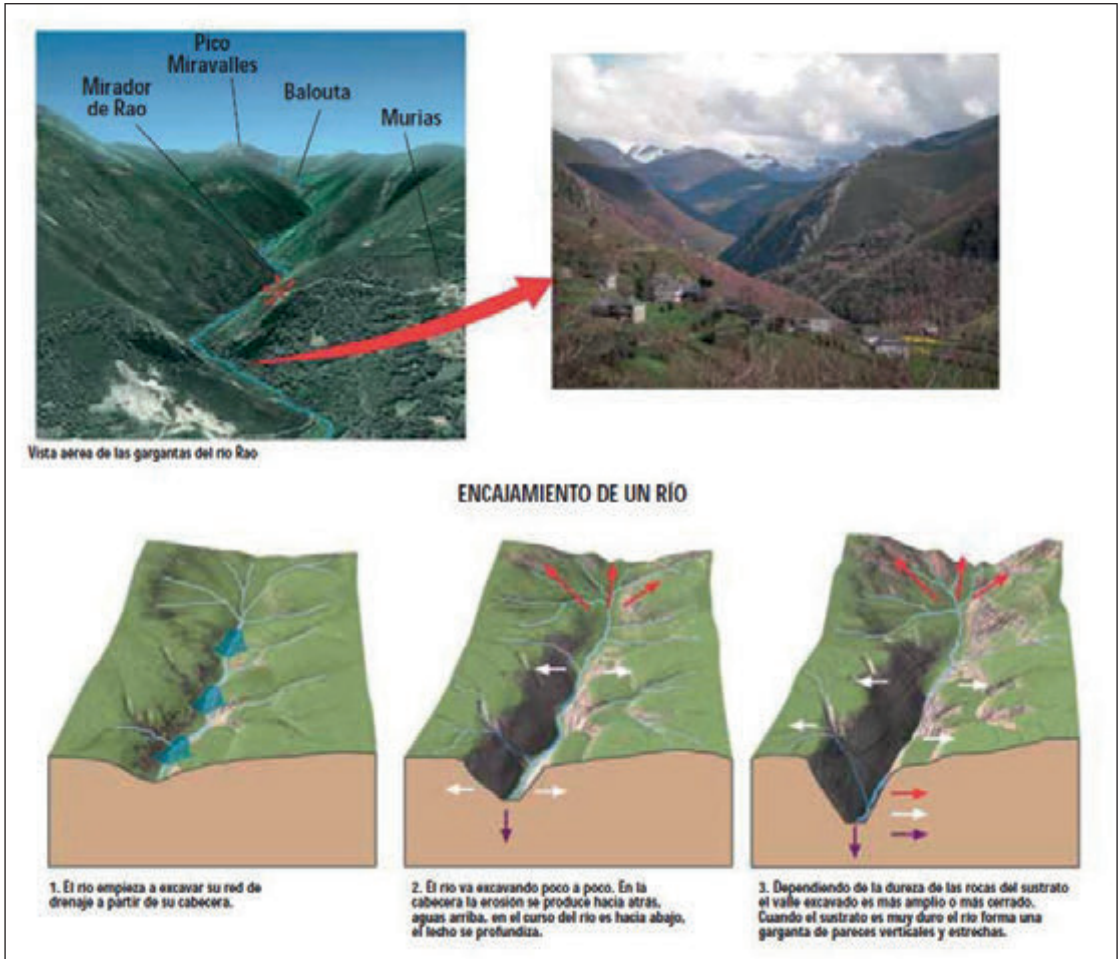 Pico
Miravalles
Mirador
de Rao
Balouta
Murias
Vista aérea de las gargantas del río Rao
ENCAJAMIENTO DE UN RÍO
1. El río empieza a excavar su red de
drenaje a partir de su cabecera.
2. El río va excavando poco a poco. En la
cabecera la erosión se produce hacia atrás,
aguas arriba, en el curso del río es hacia abajo,
el lecho se profundiza.
3. Dependiendo de la dureza de las rocas del sustrato
el valle excavado es más amplio o más cerrado.
Cuando el sustrato es muy duro el río forma una
garganta de pareces verticales y estrechas.